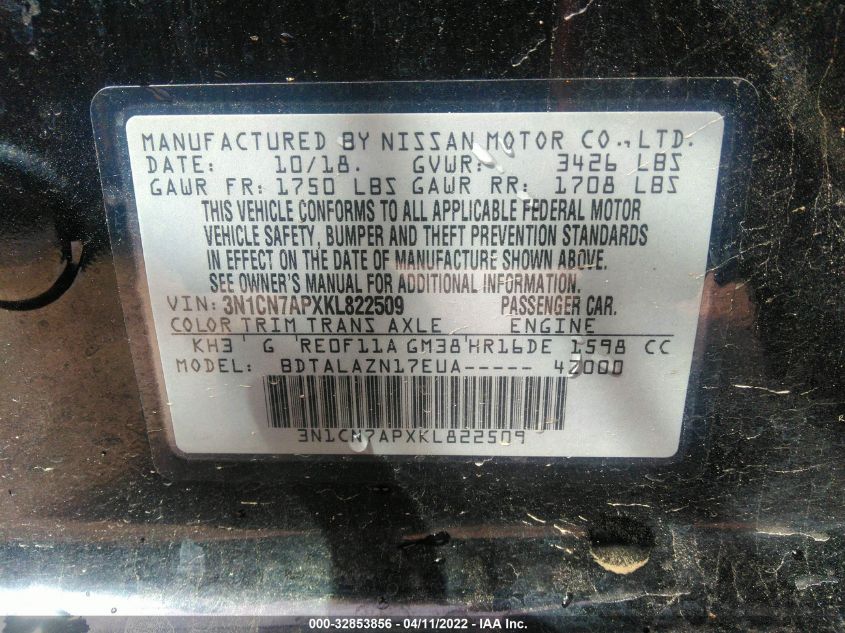 MANUFACTURED BY NISSAN MOTOR CO., LTD.
DATE: 10/18. GVWR: 3426 LBS
GAWR FR: 1750 LBS GAWR RR: 1708 LBS
THIS VEHICLE CONFORMS TO ALL APPLICABLE FEDERAL MOTOR
VEHICLE SAFETY, BUMPER AND THEFT PREVENTION STANDARDS
IN EFFECT ON THE DATE OF MANUFACTURE SHOWN ABOVE.
SEE OWNER'S MANUAL FOR ADDITIONAL INFORMATION.
VIN: 3N1CN7APXKL822509 PASSENGER CAR.
COLOR TRIM TRANS AXLE ENGINE
KH3 G RE0F11A GM38 HR16DE 1598 CC
MODEL: BDTALAZN17EUA----- 4Z000
3N1CN7APXKL822509
000-32853856 - 04/11/2022 - IAA Inc.